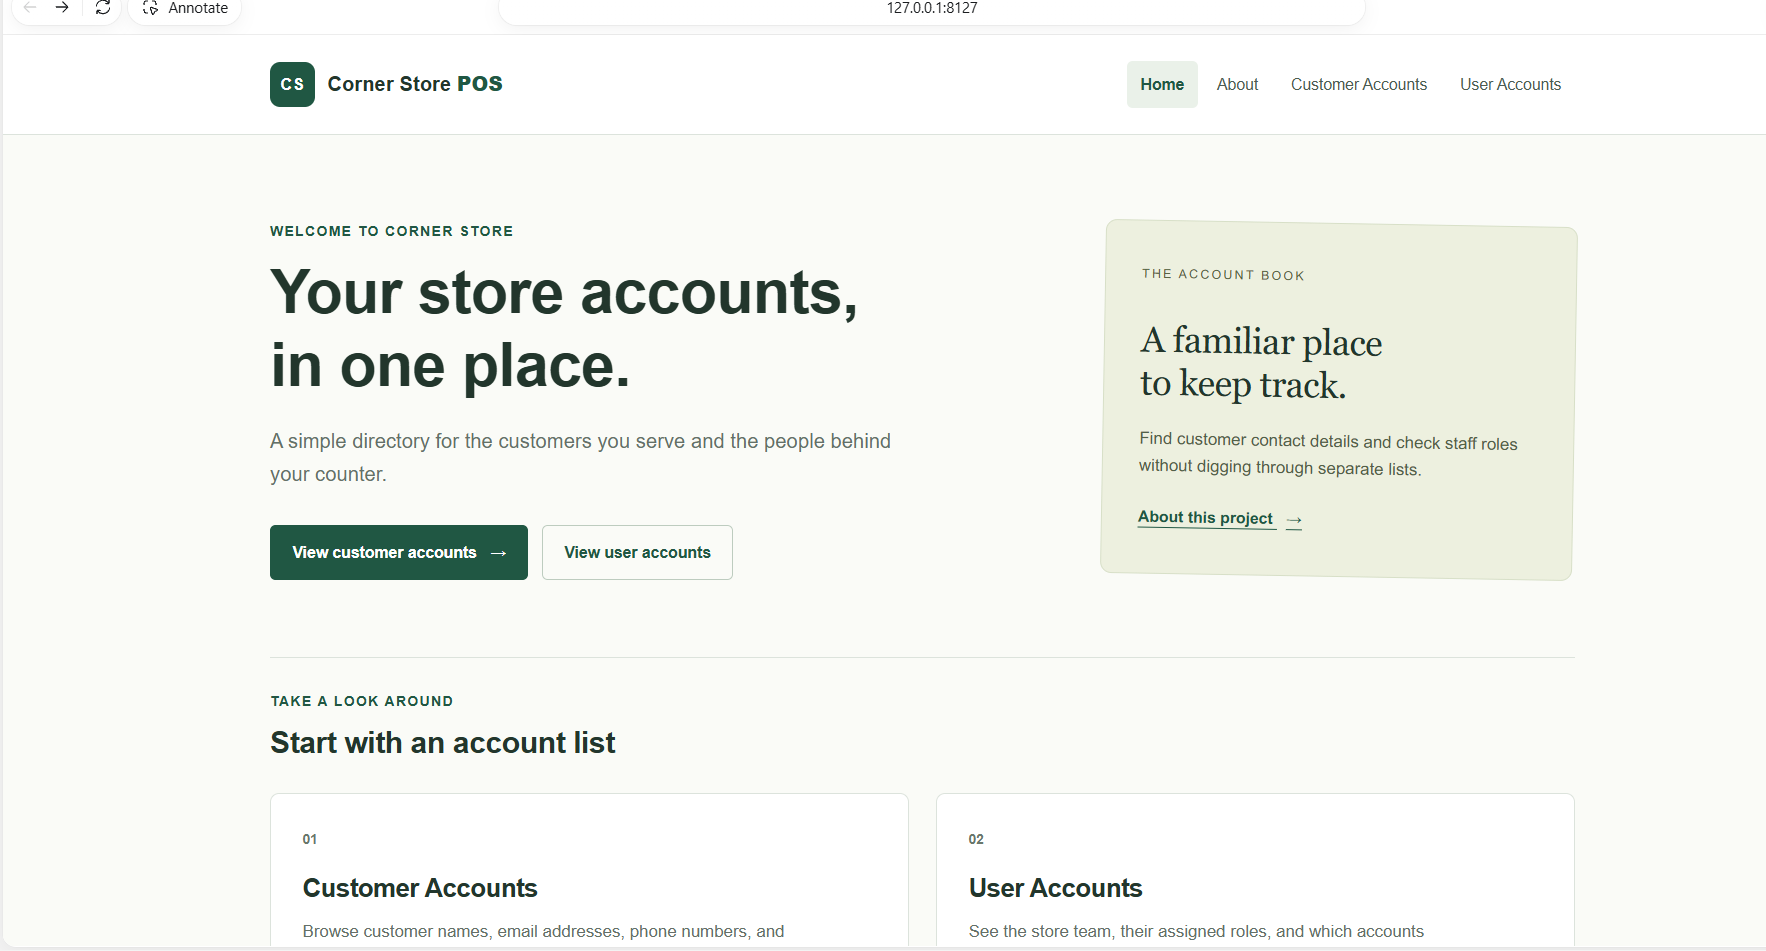 Annotate
127.0.0.1:8127
CS
Corner Store POS
Home
About
Customer Accounts
User Accounts
WELCOME TO CORNER STORE
Your store accounts,
in one place.
A simple directory for the customers you serve and the people behind
your counter.
View customer accounts →
View user accounts
THE ACCOUNT BOOK
A familiar place
to keep track.
Find customer contact details and check staff roles
without digging through separate lists.
About this project →
TAKE A LOOK AROUND
Start with an account list
01
Customer Accounts
Browse customer names, email addresses, phone numbers, and
02
User Accounts
See the store team, their assigned roles, and which accounts